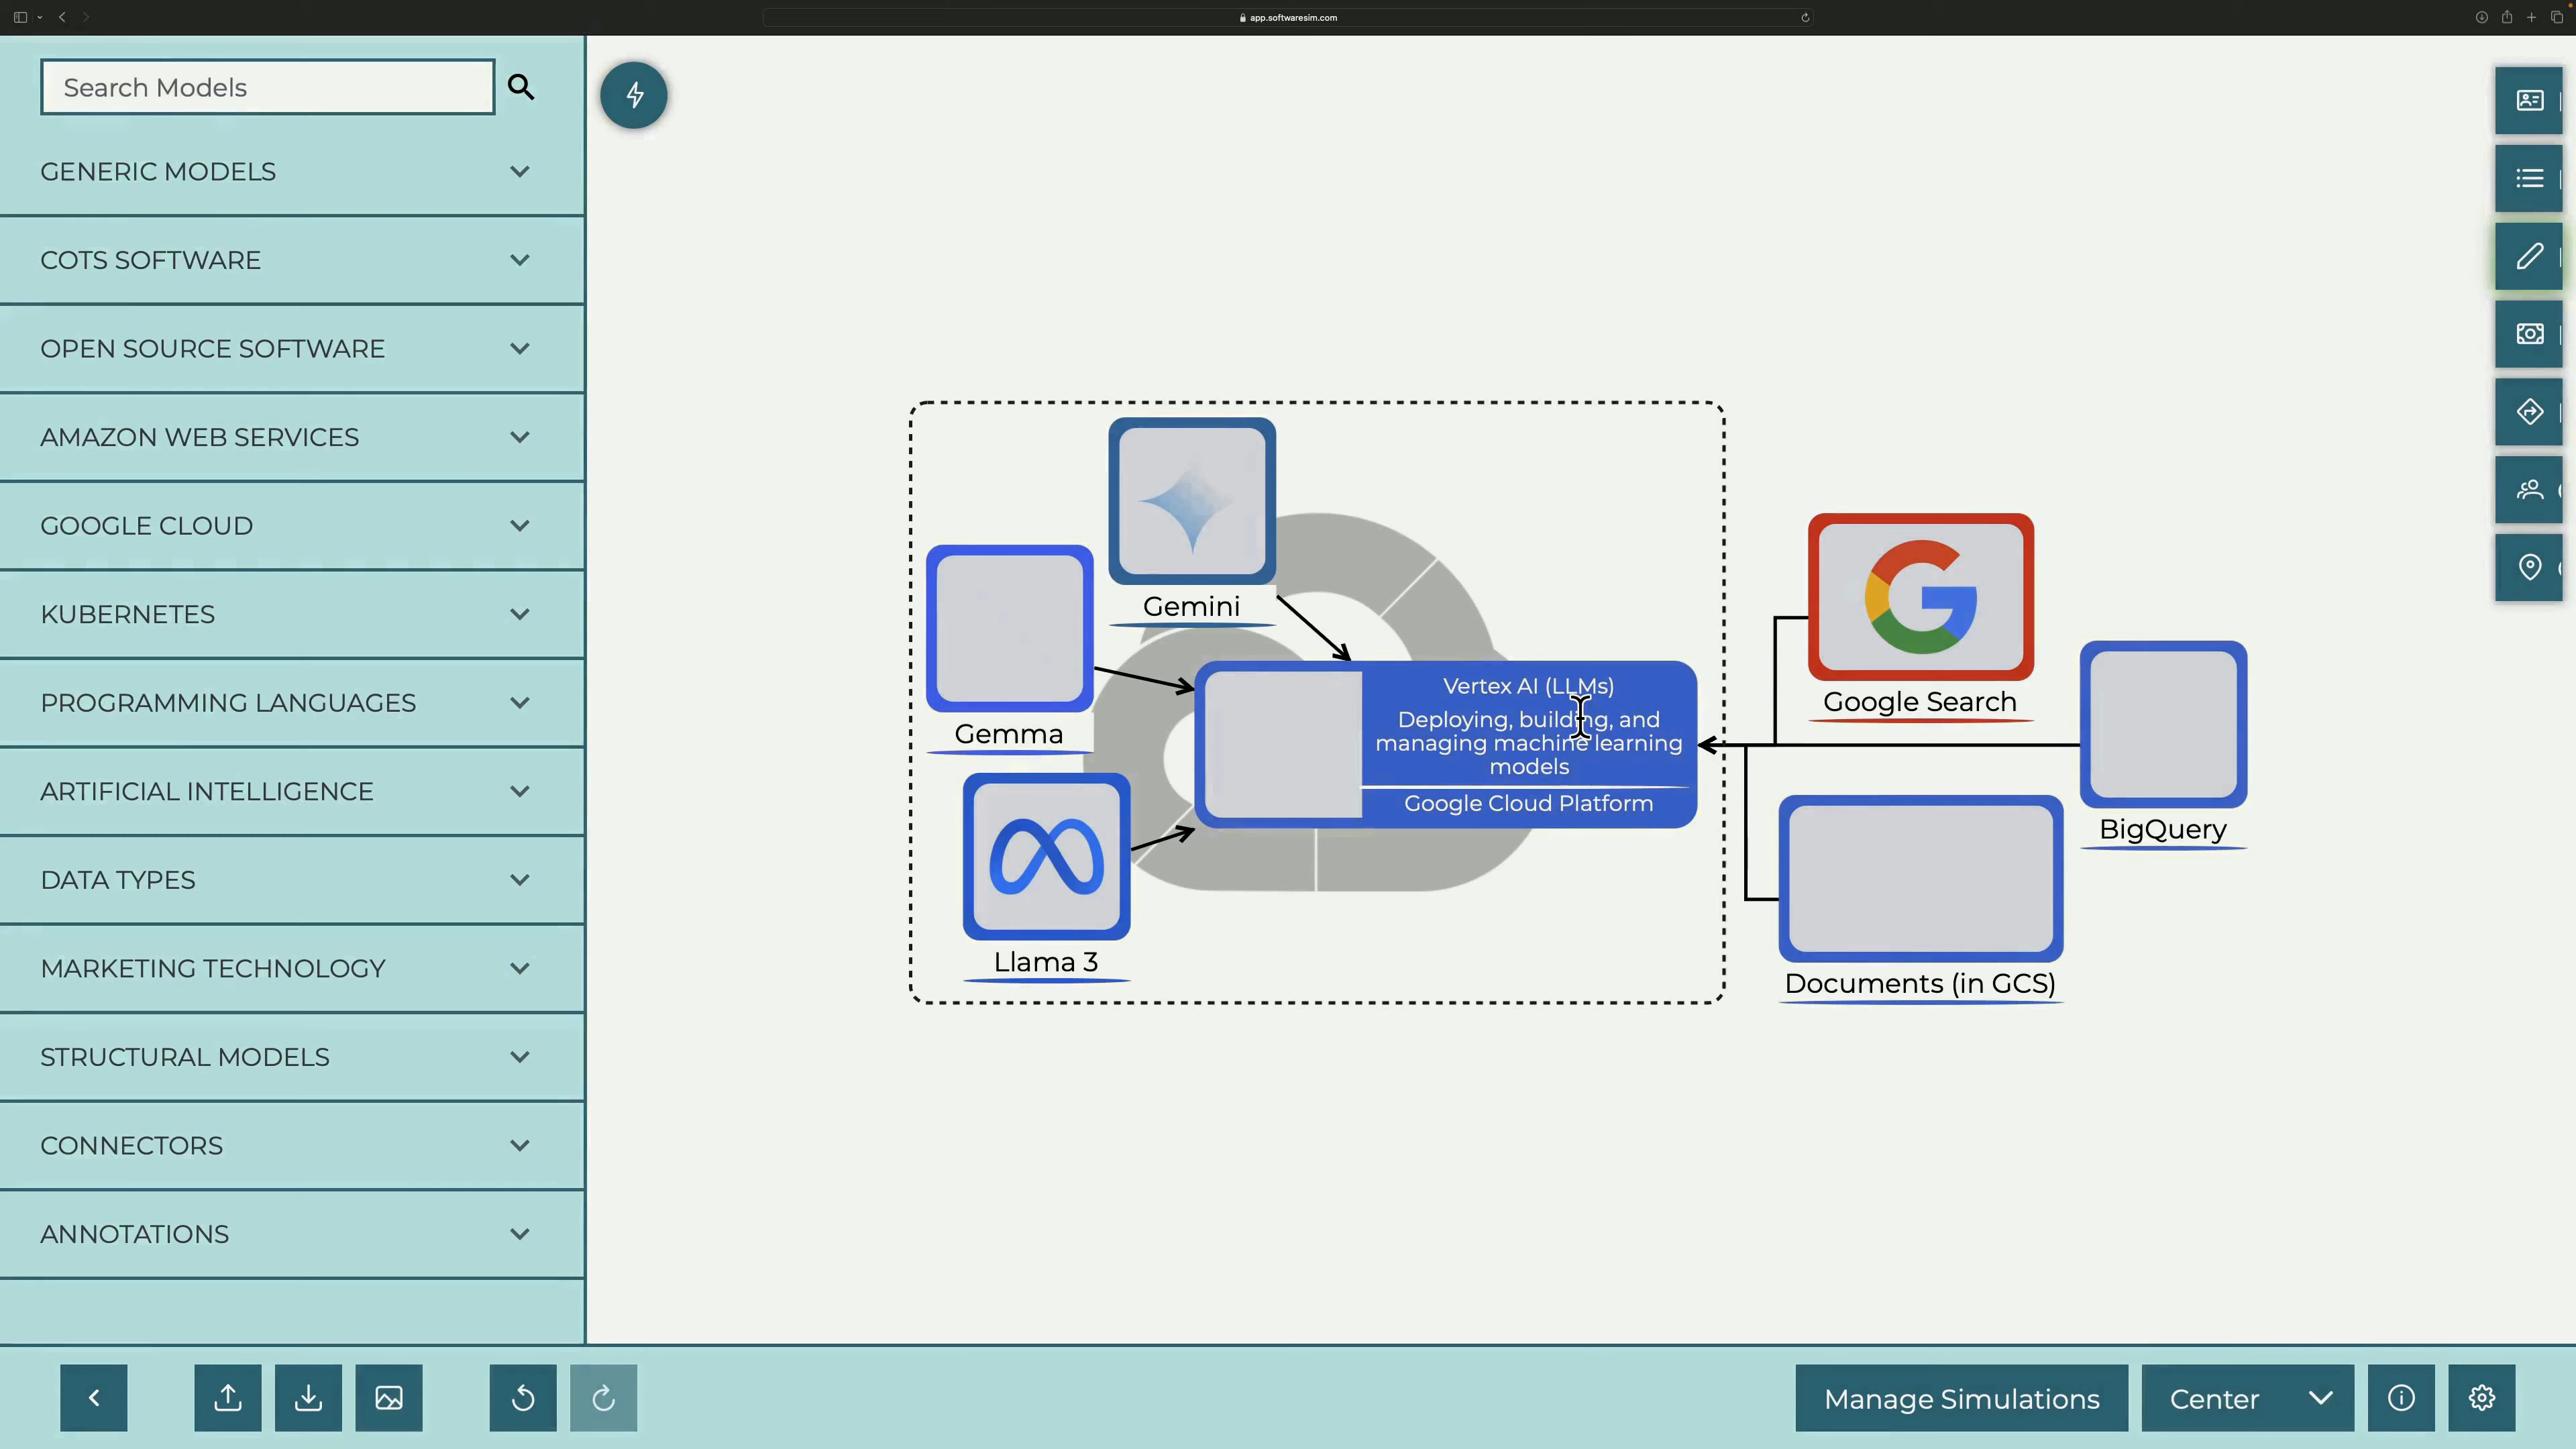 app.softwaresim.com
Search Models
GENERIC MODELS
COTS SOFTWARE
OPEN SOURCE SOFTWARE
AMAZON WEB SERVICES
GOOGLE CLOUD
KUBERNETES
PROGRAMMING LANGUAGES
ARTIFICIAL INTELLIGENCE
DATA TYPES
MARKETING TECHNOLOGY
STRUCTURAL MODELS
CONNECTORS
ANNOTATIONS
Gemini
Gemma
Llama 3
Vertex AI (LLMs)
Deploying, building, and
managing machine learning
models
Google Cloud Platform
Google Search
BigQuery
Documents (in GCS)
Manage Simulations
Center